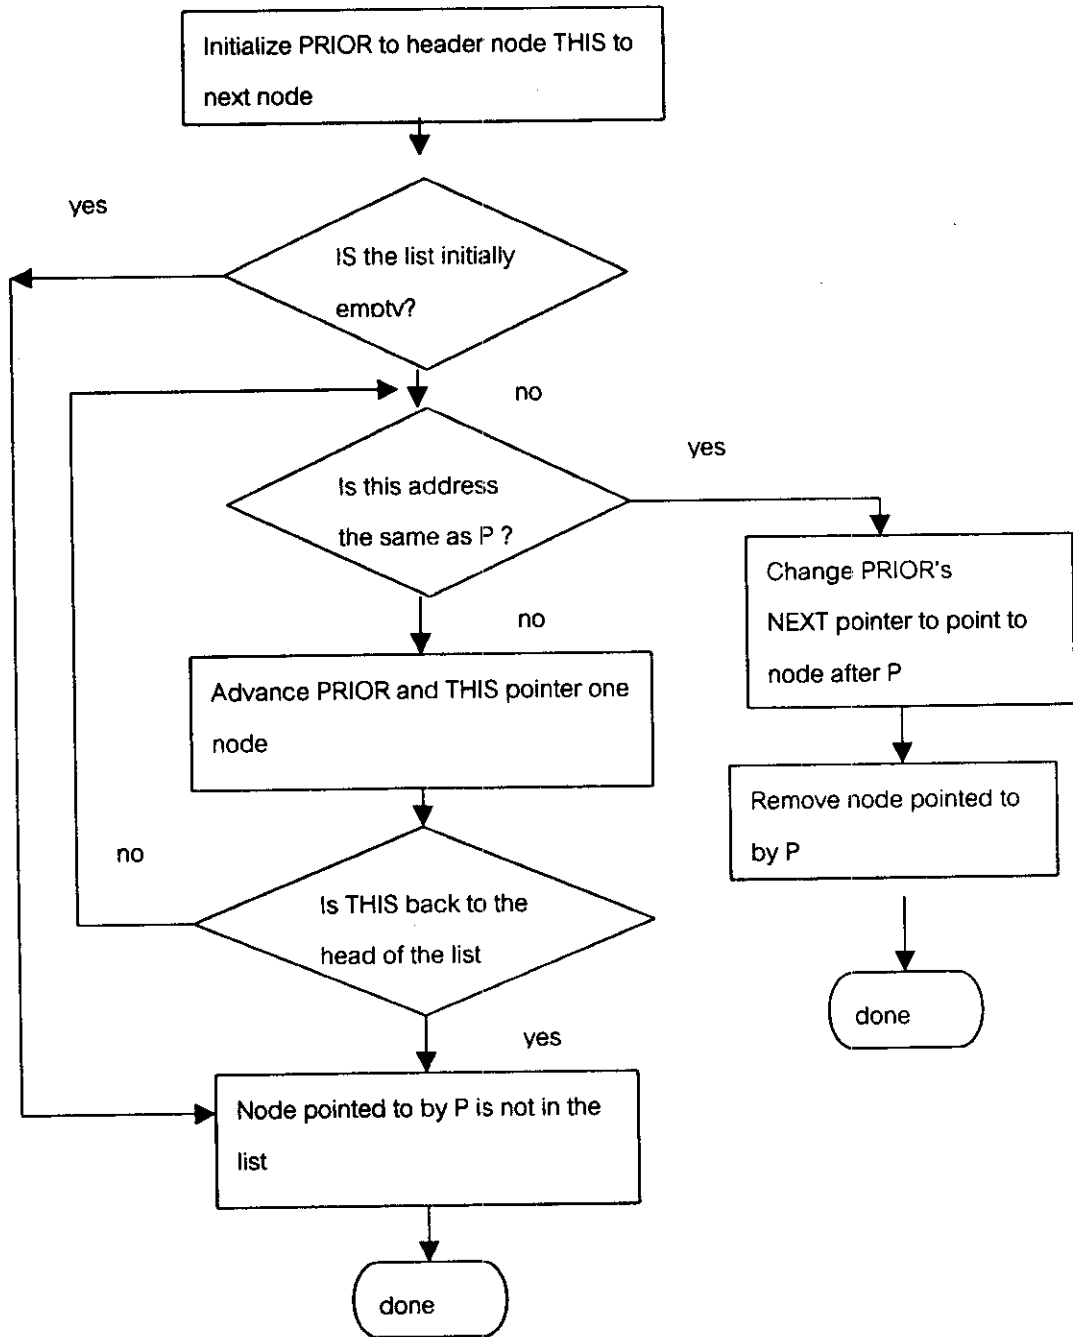 Initialize PRIOR to header node THIS to
next node
yes
IS the list initially
empty?
no
Is this address
the same as P ?
yes
no
Change PRIOR's
NEXT pointer to point to
node after P
Advance PRIOR and THIS pointer one
node
Remove node pointed to
by P
no
Is THIS back to the
head of the list
done
yes
Node pointed to by P is not in the
list
done